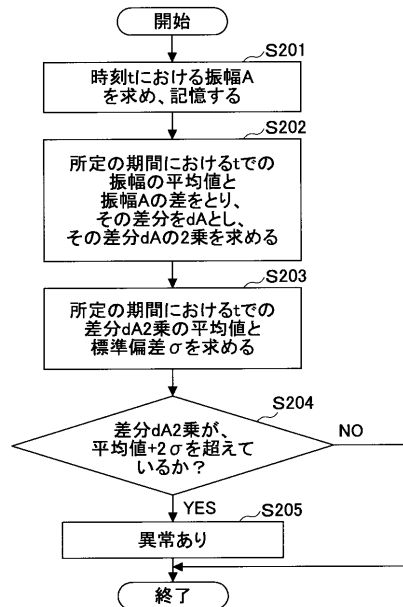 開始
S201
時刻tにおける振幅A
を求め、記憶する
S202
所定の期間におけるtでの
振幅の平均値と
振幅Aの差をとり、
その差分をdAとし、
その差分dAの2乗を求める
S203
所定の期間におけるtでの
差分dA2乗の平均値と
標準偏差σを求める
S204
差分dA2乗が、
平均値+2σを超えて
いるか？
NO
YES
S205
異常あり
終了